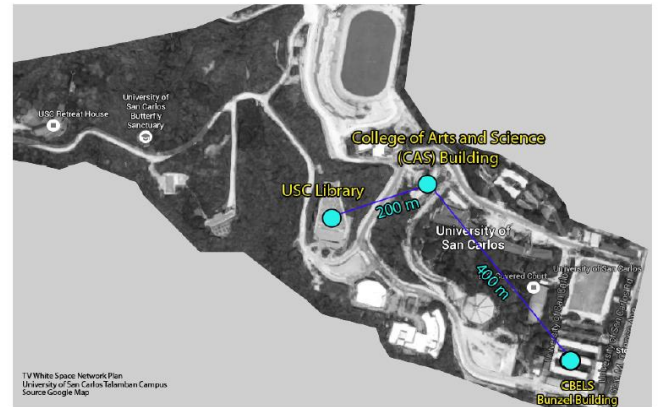 University of
San Carlos
Butterfly
Sanctuary
USC Retreat House
College of Arts and Science
(CAS) Building
USC Library
200 m
University of
San Carlos
400 m
Covered Court
University of San Carlos
CBELS
Bunzel Building
TV White Space Network Plan
University of San Carlos Talamban Campus
Source Google Map